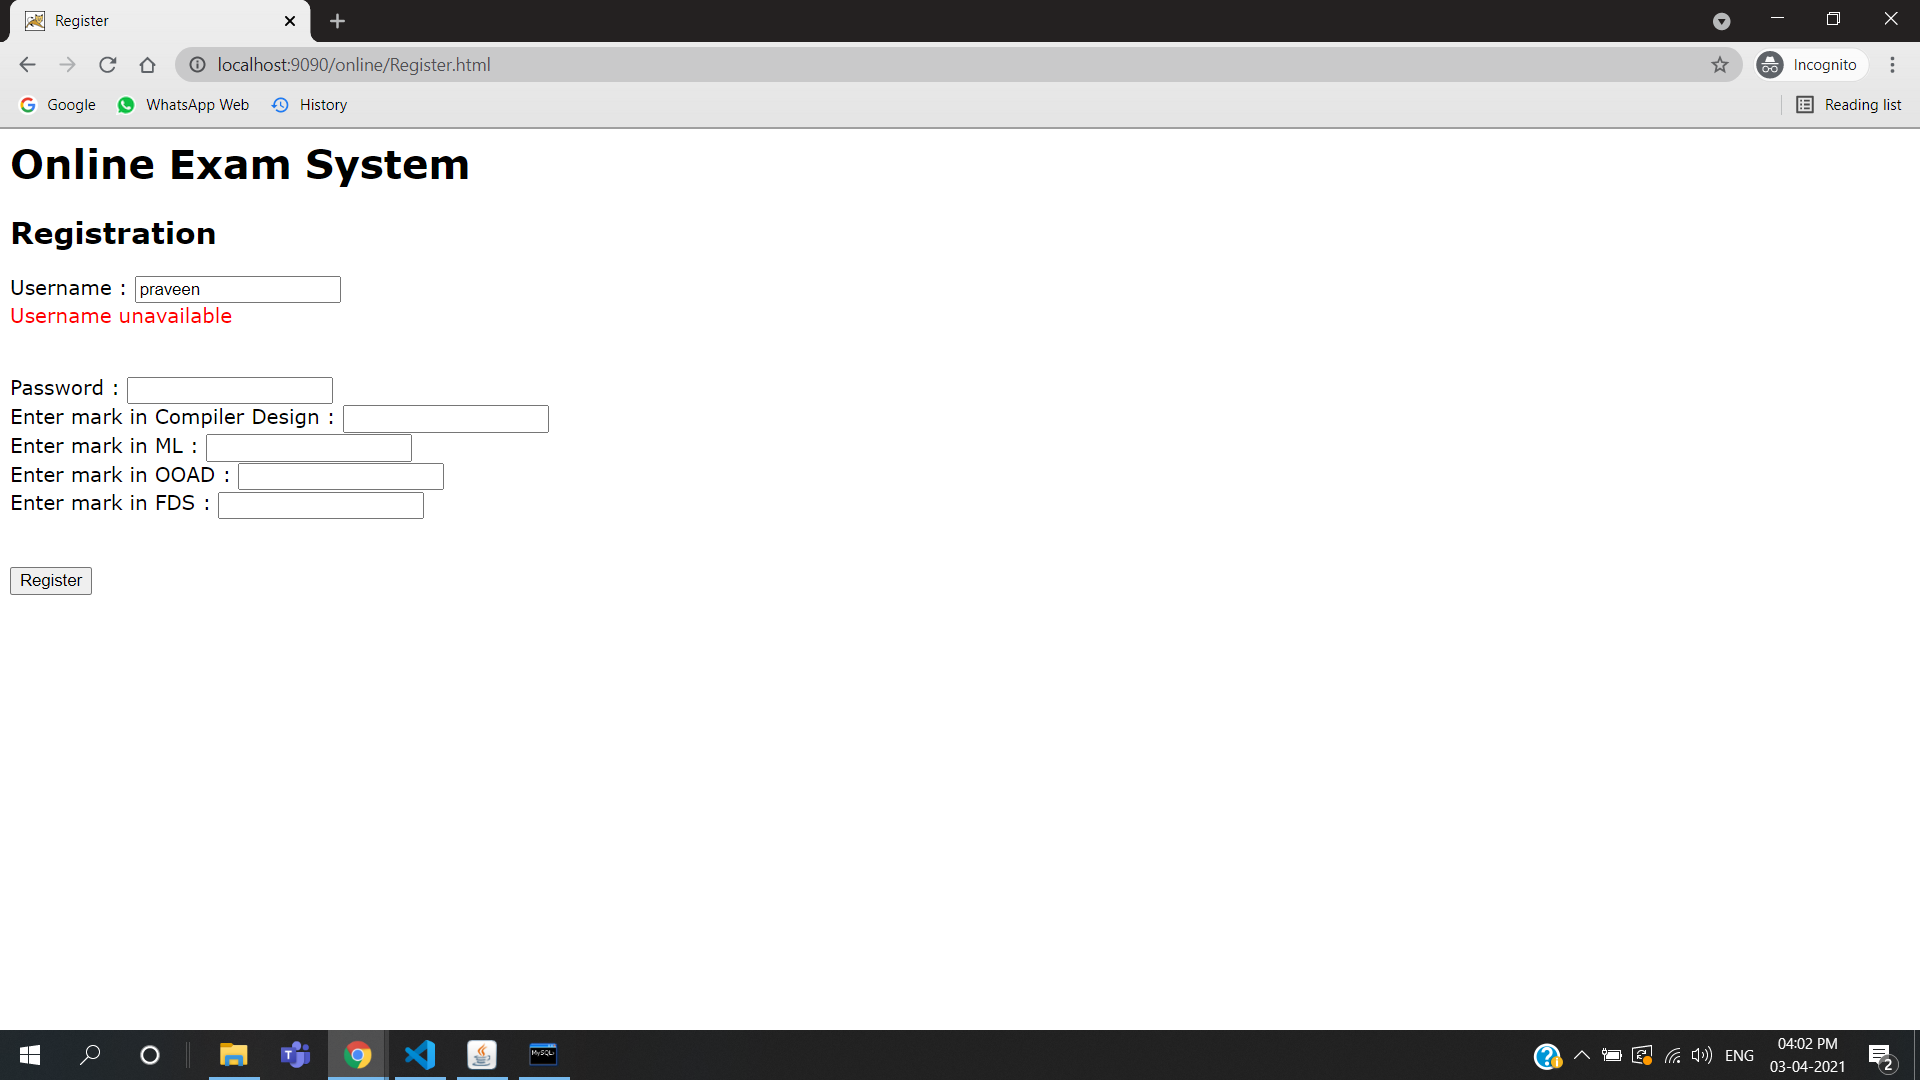 Register
localhost:9090/online/Register.html
Incognito
Google
WhatsApp Web
History
Reading list
Online Exam System
Registration
Username : praveen
Username unavailable
Password :
Enter mark in Compiler Design :
Enter mark in ML :
Enter mark in OOAD :
Enter mark in FDS :
Register
MySQL
ENG
04:02 PM
03-04-2021
2